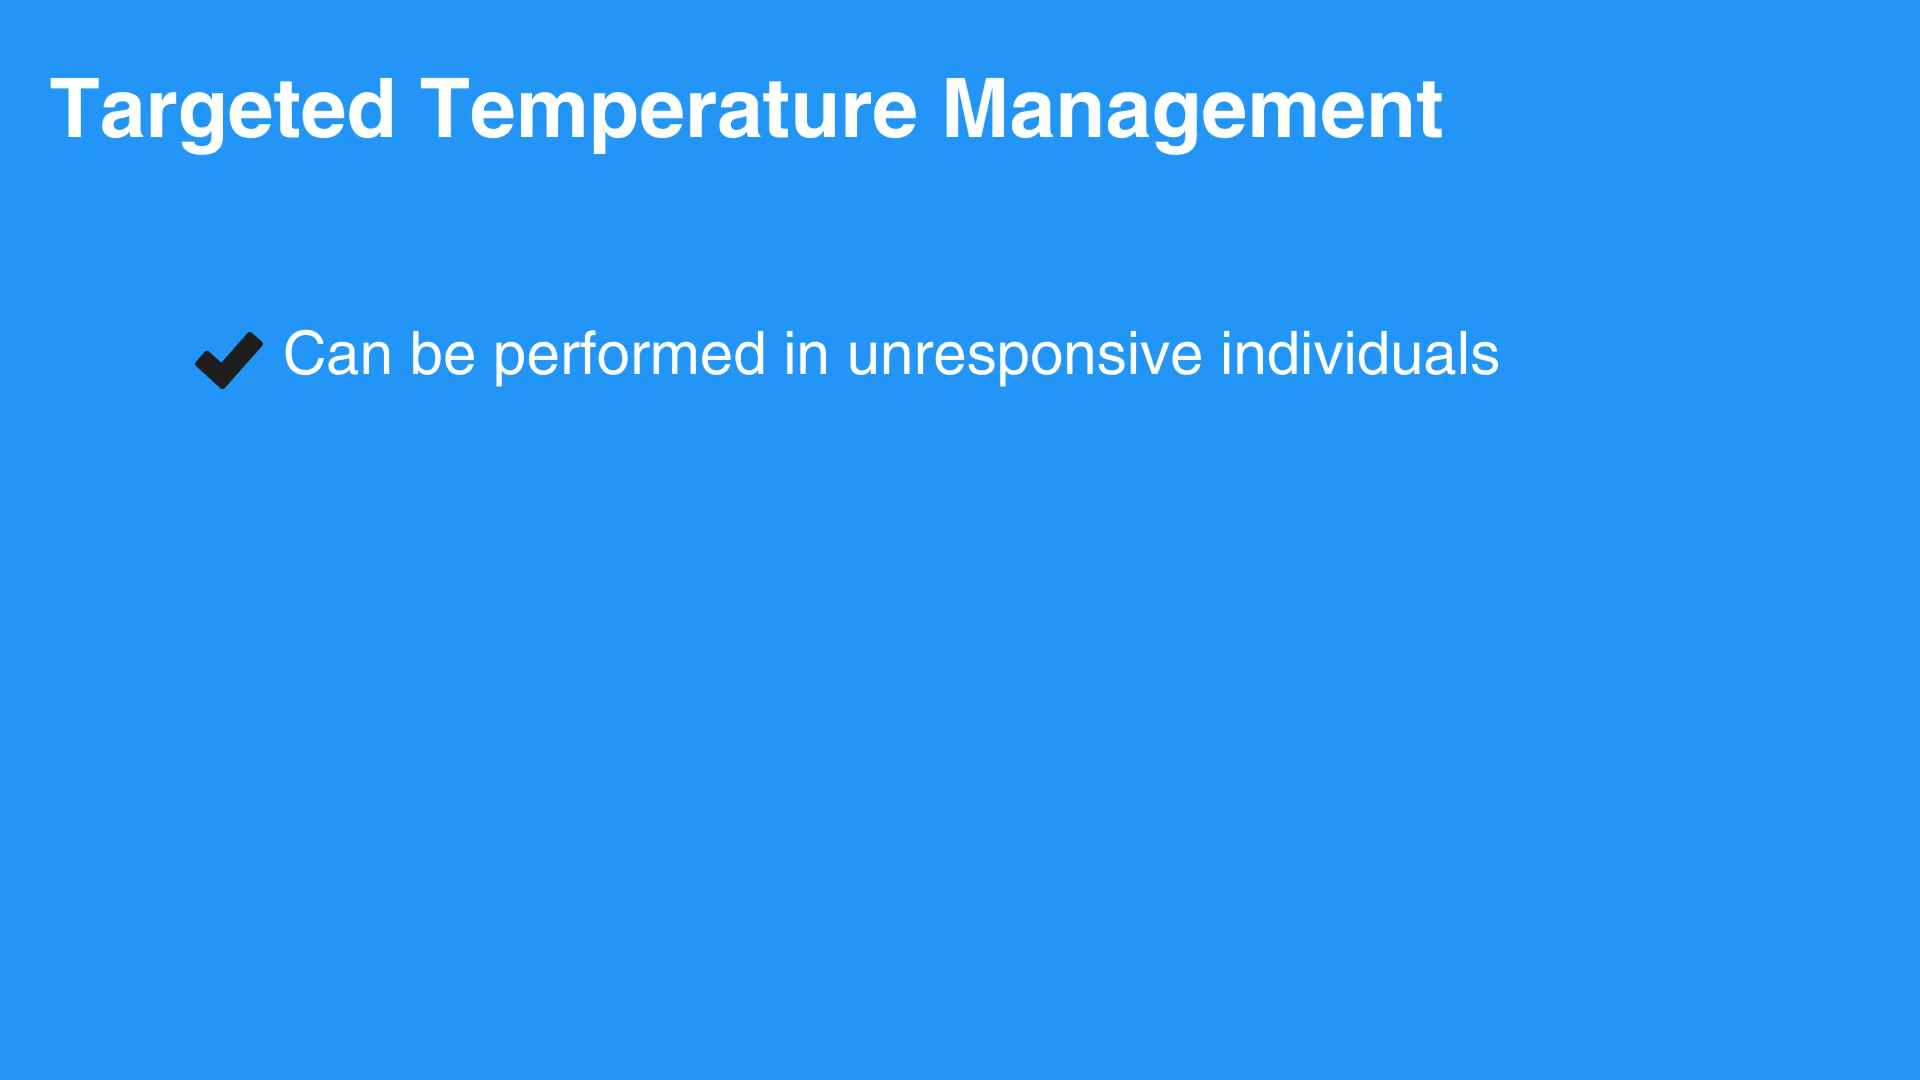 Targeted Temperature Management
Can be performed in unresponsive individuals